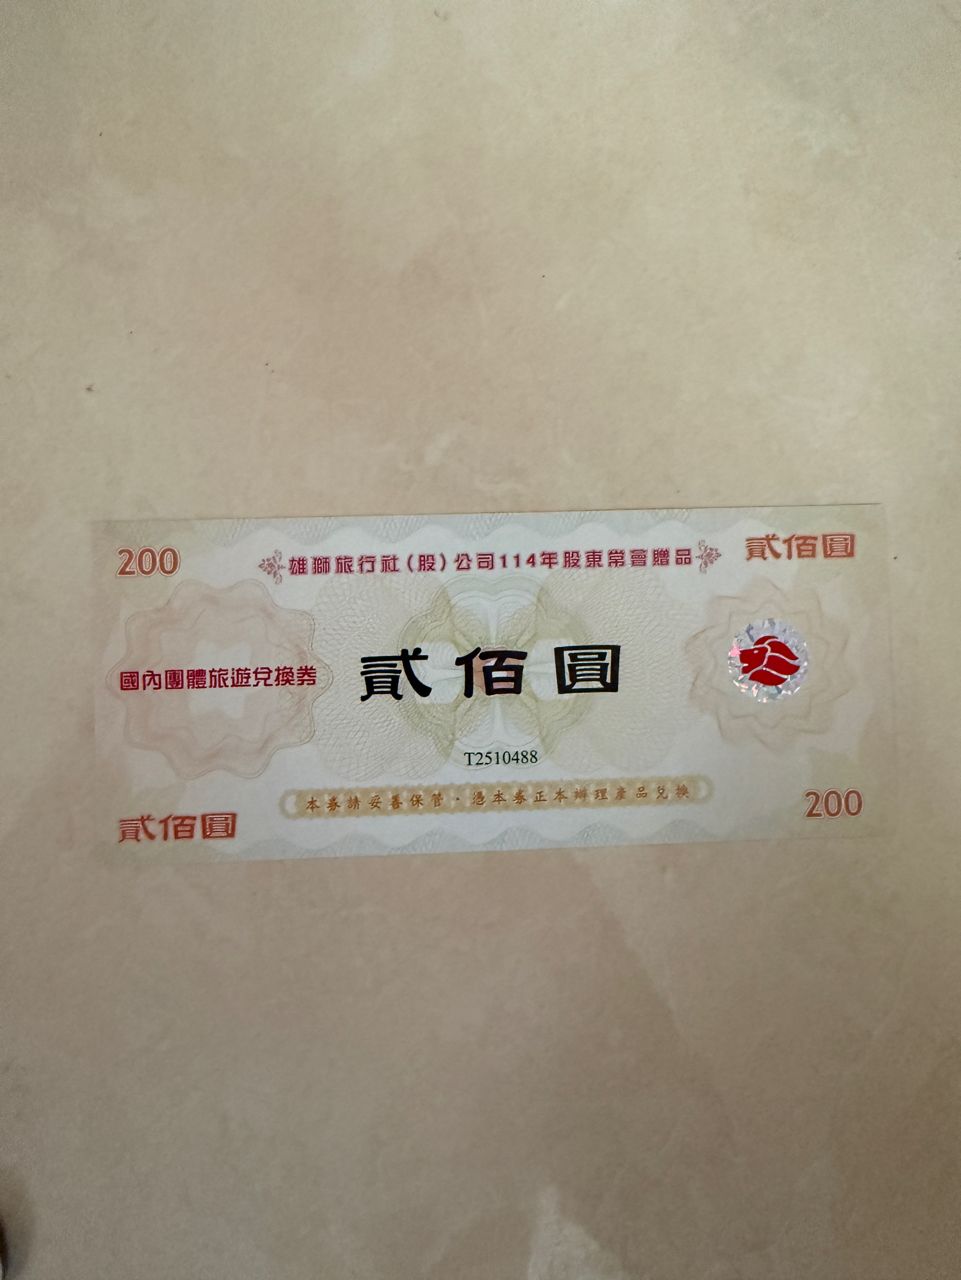 200
雄獅旅行社(股)公司114年股東常會贈品
貳佰圓
國內團體旅遊兌換券
貳佰圓
T2510488
本券請妥善保管，憑本券正本辦理產品兌換
貳佰圓
200